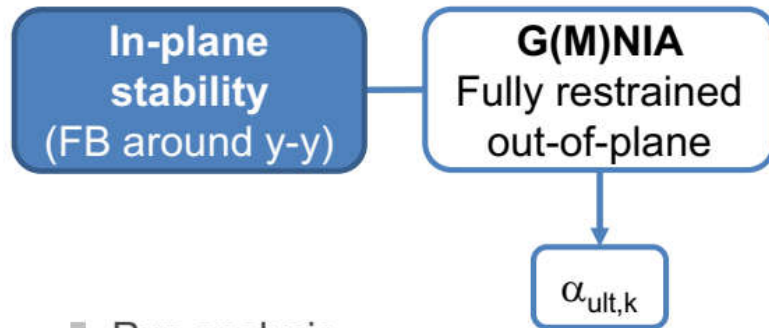 In-plane
stability
(FB around y-y)
G(M)NIA
Fully restrained
out-of-plane
αult,k